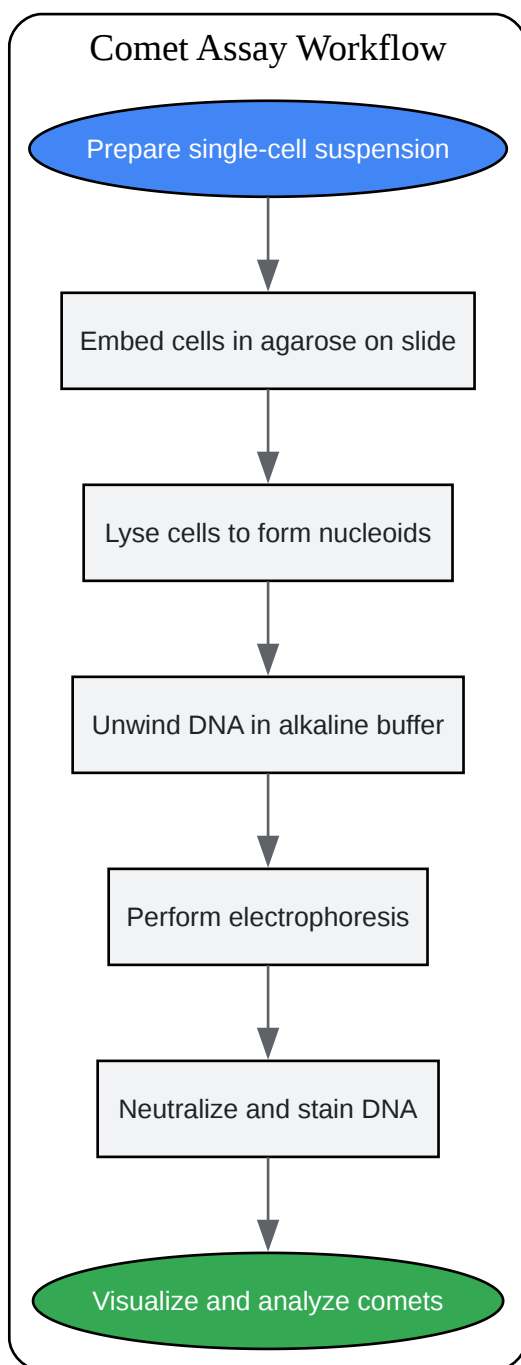 Comet Assay Workflow
Prepare single-cell suspension
Embed cells in agarose on slide
Lyse cells to form nucleoids
Unwind DNA in alkaline buffer
Perform electrophoresis
Neutralize and stain DNA
Visualize and analyze comets